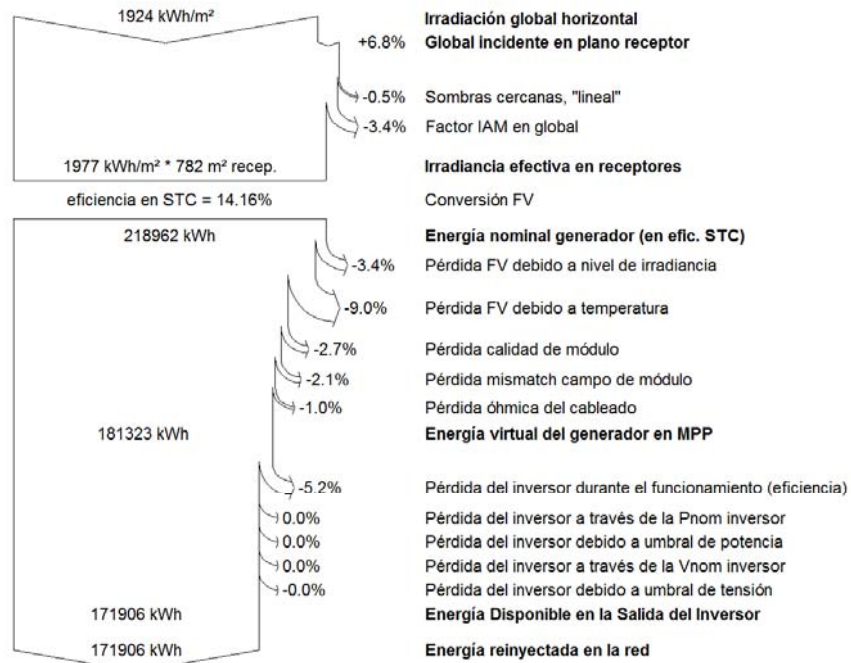 1924 kWh/m² Irradiación global horizontal
+6.8% Global incidente en plano receptor
-0.5% Sombras cercanas, "lineal"
-3.4% Factor IAM en global
1977 kWh/m² * 782 m² recep. Irradiancia efectiva en receptores
eficiencia en STC = 14.16% Conversión FV
218962 kWh Energía nominal generador (en efic. STC)
-3.4% Pérdida FV debido a nivel de irradiancia
-9.0% Pérdida FV debido a temperatura
-2.7% Pérdida calidad de módulo
-2.1% Pérdida mismatch campo de módulo
-1.0% Pérdida óhmica del cableado
181323 kWh Energía virtual del generador en MPP
-5.2% Pérdida del inversor durante el funcionamiento (eficiencia)
0.0% Pérdida del inversor a través de la Pnom inversor
0.0% Pérdida del inversor debido a umbral de potencia
0.0% Pérdida del inversor a través de la Vnom inversor
-0.0% Pérdida del inversor debido a umbral de tensión
171906 kWh Energía Disponible en la Salida del Inversor
171906 kWh Energía reinyectada en la red